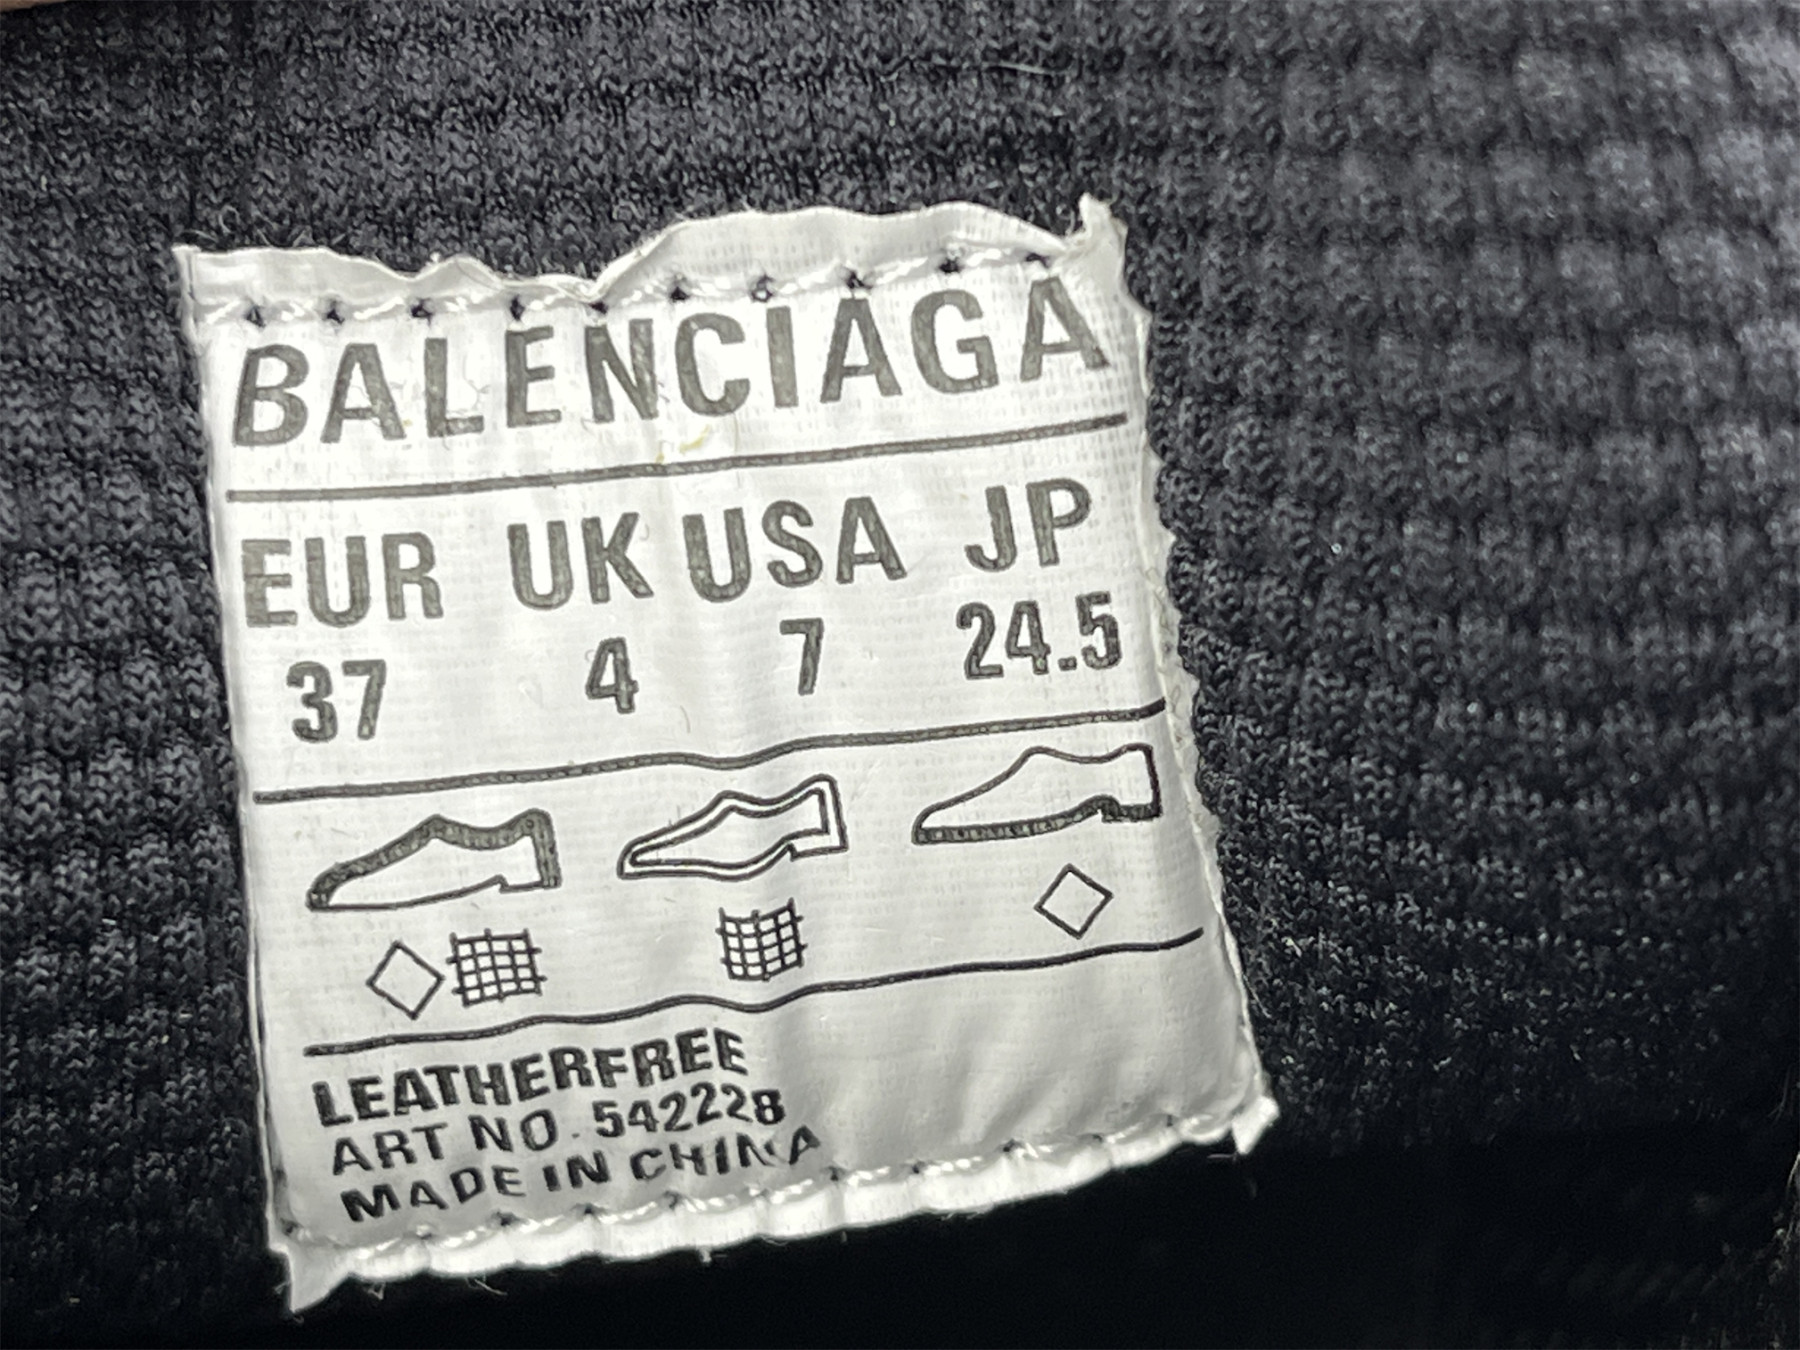 BALENCIAGA
EUR UK USA JP
37 4 7 24.5
LEATHERFREE
ART NO. 542228
MADE IN CHINA